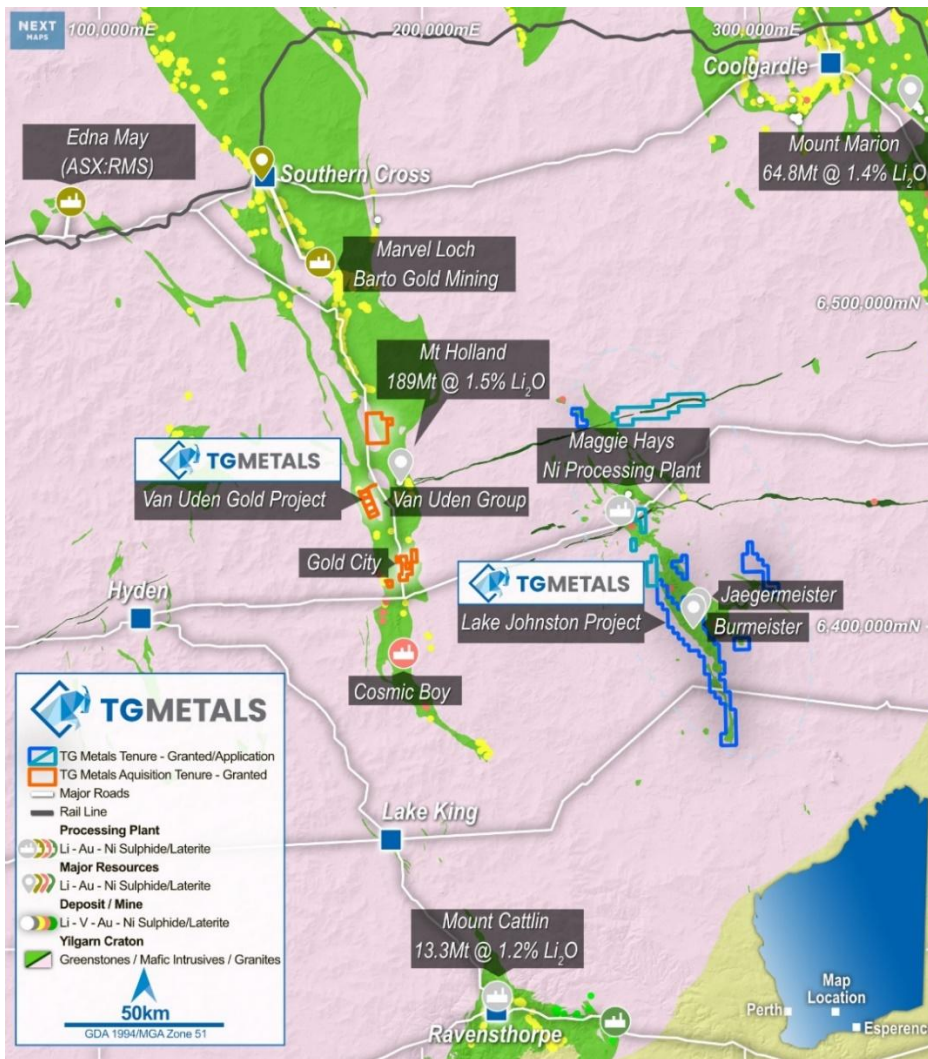 NEXT
MAPS
100,000mE
200,000mE
300,000mE
Coolgardie
Edna May
(ASX:RMS)
Mount Marion
64.8Mt @ 1.4% Li₂O
Southern Cross
Marvel Loch
Barto Gold Mining
6,500,000mN
Mt Holland
189Mt @ 1.5% Li₂O
Maggie Hays
Ni Processing Plant
TGMETALS
Van Uden Gold Project
Van Uden Group
Gold City
TGMETALS
Lake Johnston Project
Jaegermeister
Burmeister
6,400,000mN
Hyden
Cosmic Boy
TGMETALS
TG Metals Tenure - Granted/Application
TG Metals Aquisition Tenure - Granted
Major Roads
Rail Line
Processing Plant
Li - Au - Ni Sulphide/Laterite
Major Resources
Li - Au - Ni Sulphide/Laterite
Deposit / Mine
Li - V - Au - Ni Sulphide/Laterite
Yilgarn Craton
Greenstones / Mafic Intrusives / Granites
50km
GDA 1994/MGA Zone 51
Lake King
Mount Cattlin
13.3Mt @ 1.2% Li₂O
Ravensthorpe
Perth
Map
Location
Esperenc